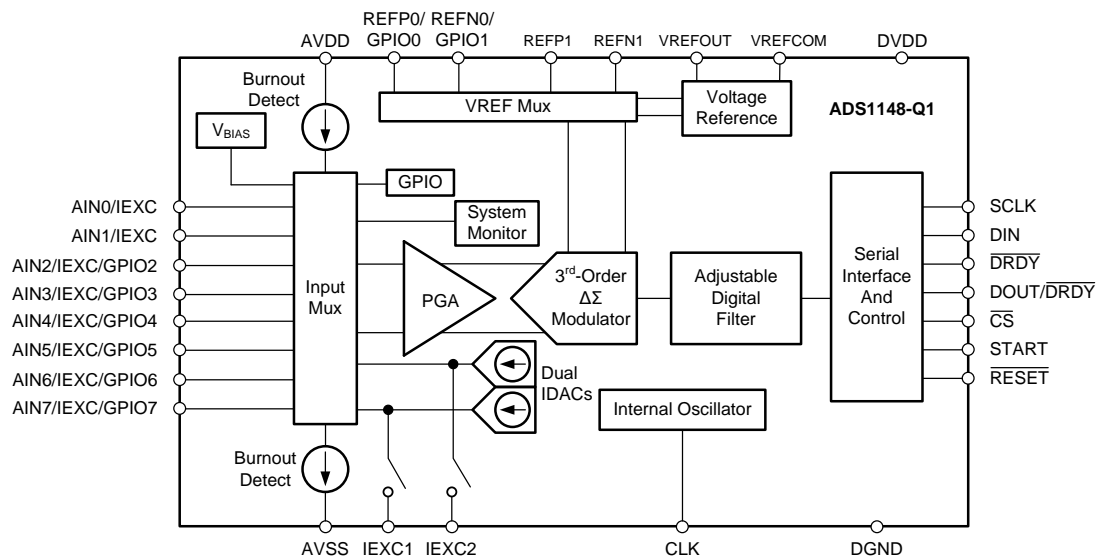 REFP0/ REFN0/
AVDD GPIO0 GPIO1 REFP1 REFN1 VREFOUT VREFCOM DVDD
Burnout
Detect
VREF Mux
Voltage
Reference
ADS1148-Q1
VBIAS
GPIO
System
Monitor
AIN0/IEXC
AIN1/IEXC
AIN2/IEXC/GPIO2
AIN3/IEXC/GPIO3
AIN4/IEXC/GPIO4
AIN5/IEXC/GPIO5
AIN6/IEXC/GPIO6
AIN7/IEXC/GPIO7
Input
Mux
PGA
3rd-Order
ΔΣ
Modulator
Adjustable
Digital
Filter
Serial
Interface
And
Control
SCLK
DIN
DRDY
DOUT/DRDY
CS
START
RESET
Dual
IDACs
Internal Oscillator
Burnout
Detect
AVSS IEXC1 IEXC2 CLK DGND